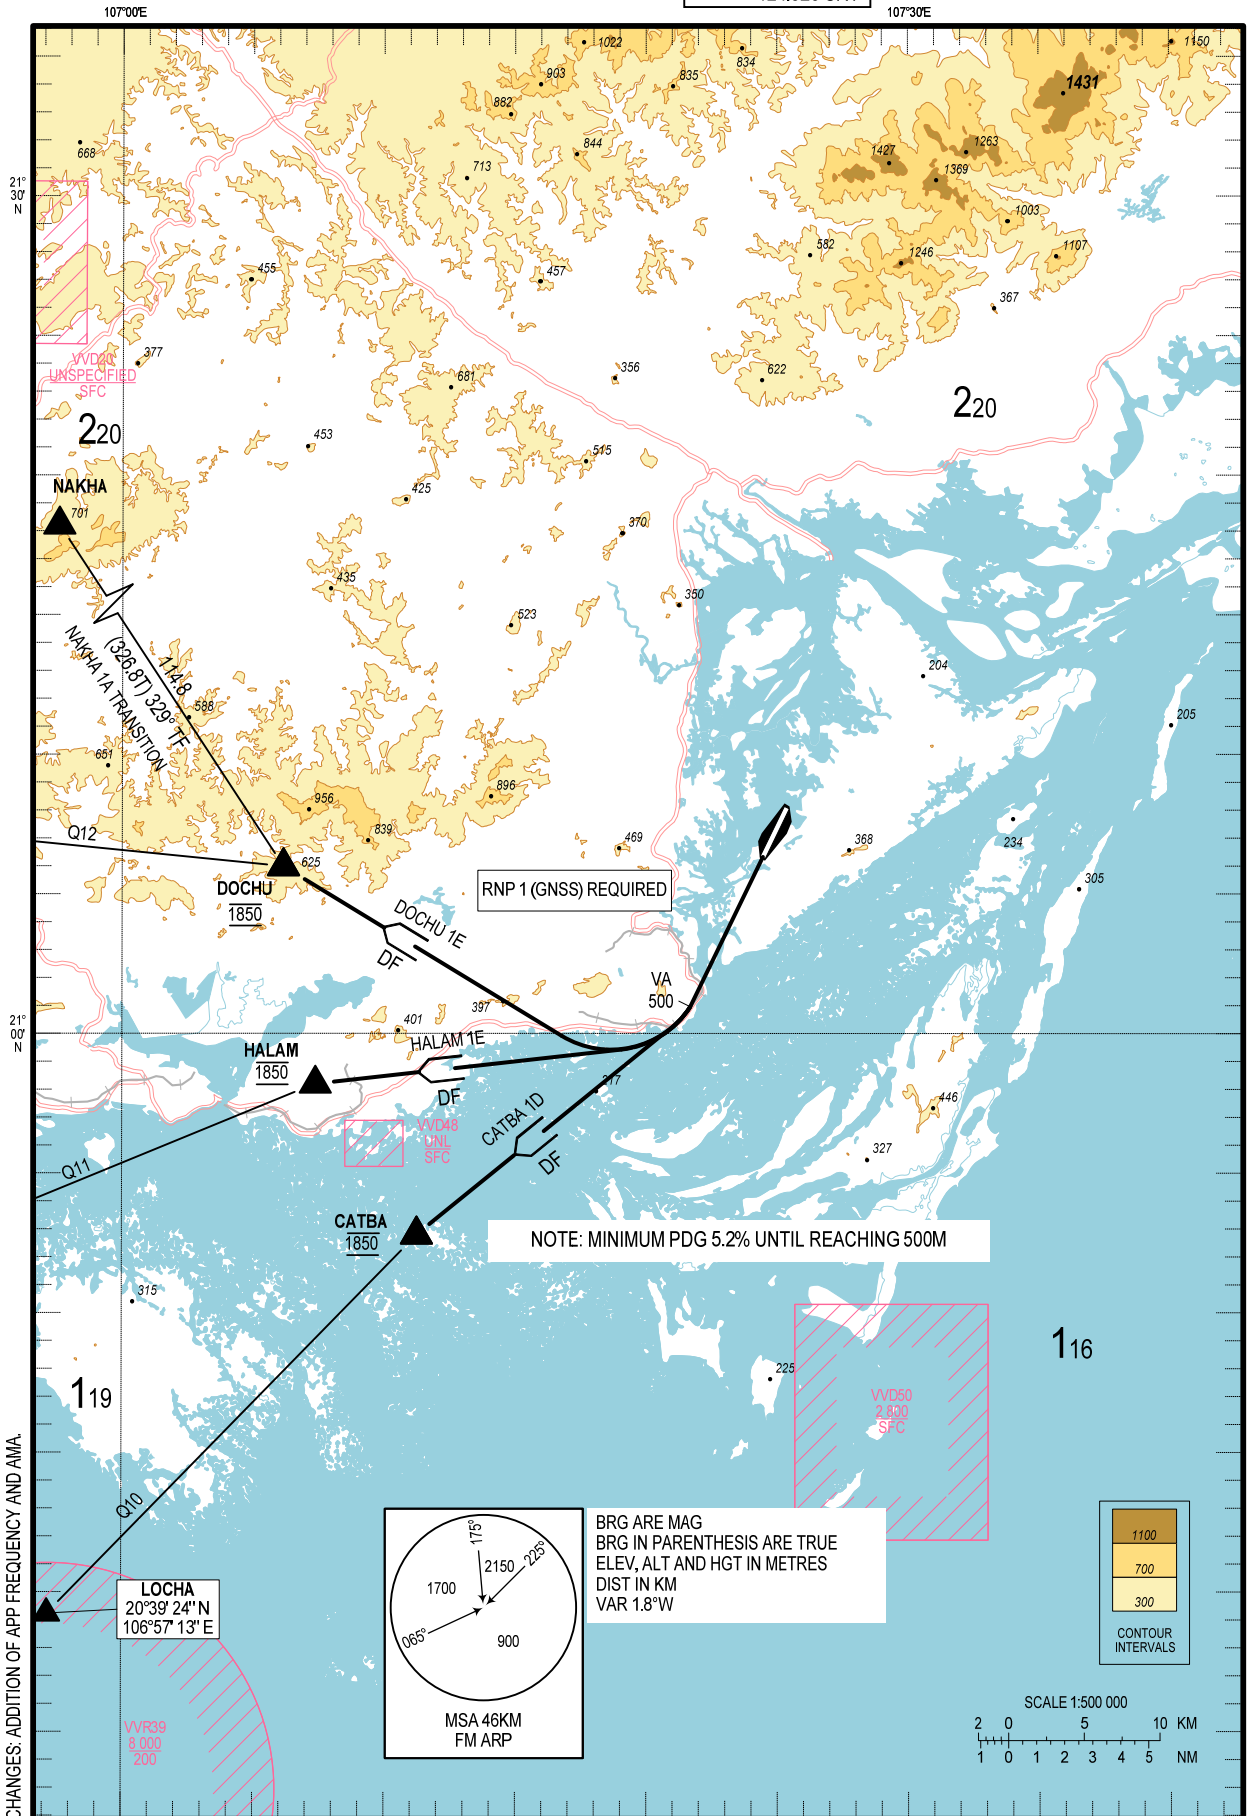 107°00'E
107°30'E
1022
834
1150
903
835
1431
882
844
1263
1427
668
713
1369
21°
30'
N
1003
582
1107
455
457
1246
367
VVD20
UNSPECIFIED
SFC
377
356
681
622
220
220
453
515
NAKHA
701
425
370
435
350
523
204
114.8
(326.8T) 329° TF
NAKHA 1A TRANSITION
588
205
651
956
896
839
469
368
234
Q12
625
DOCHU
1850
RNP 1 (GNSS) REQUIRED
305
DOCHU 1E
DF
VA
500
397
401
21°
00'
N
HALAM 1E
HALAM
1850
DF
217
446
CATBA 1D
VVD48
UNL
SFC
327
Q11
DF
CATBA
1850
NOTE: MINIMUM PDG 5.2% UNTIL REACHING 500M
315
116
225
119
VVD50
2 800
SFC
Q10
175°
225°
2150
1700
065°
900
MSA 46KM
FM ARP
BRG ARE MAG
BRG IN PARENTHESIS ARE TRUE
ELEV, ALT AND HGT IN METRES
DIST IN KM
VAR 1.8°W
1100
700
300
CONTOUR
INTERVALS
LOCHA
20°39' 24'' N
106°57' 13'' E
VVR39
8 000
200
SCALE 1:500 000
2 0 5 10 KM
1 0 1 2 3 4 5 NM
CHANGES: ADDITION OF APP FREQUENCY AND AMA.